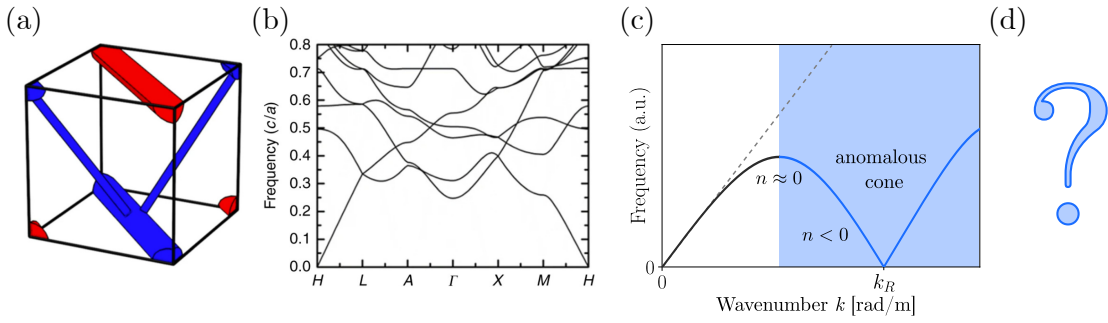 (a)
(b)
Frequency (c/a)
0.8
0.7
0.6
0.5
0.4
0.3
0.2
0.1
0.0
H L A Γ X M H
(c)
Frequency (a.u.)
0
n ≈ 0
n < 0
anomalous
cone
0
k_R
Wavenumber k [rad/m]
(d)
?